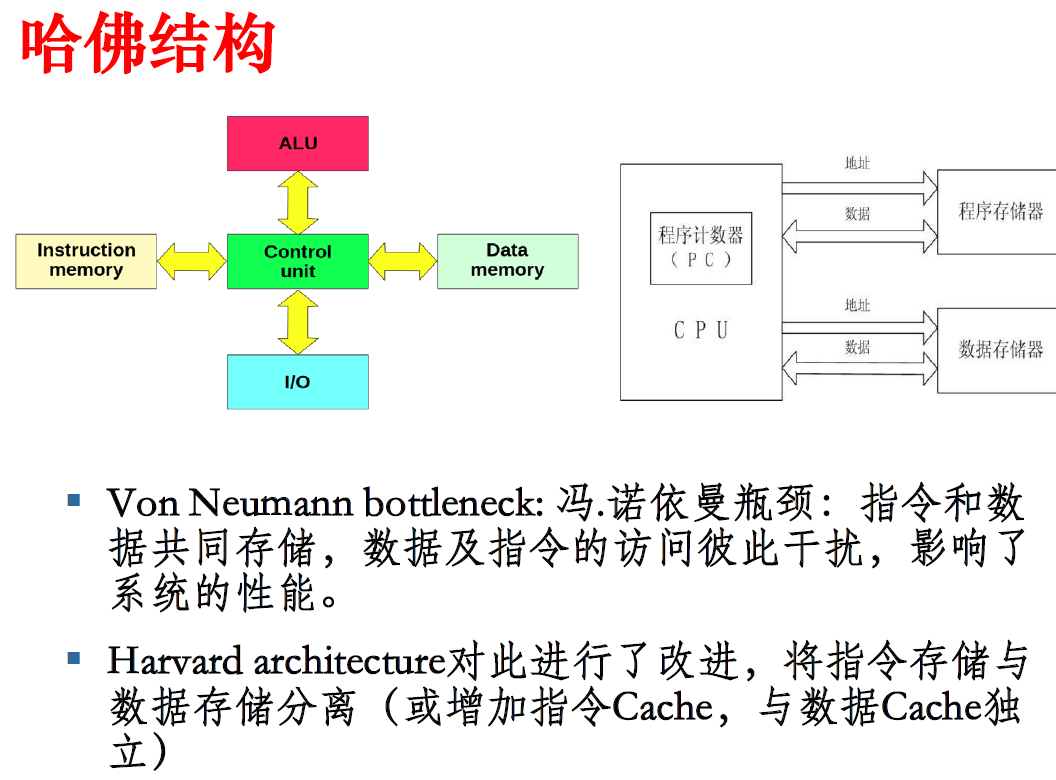 哈佛结构
ALU
Instruction
memory
Control
unit
Data
memory
I/O
地址
数据
程序存储器
程序计数器
（ＰＣ）
ＣＰＵ
地址
数据
数据存储器
Von Neumann bottleneck: 冯.诺依曼瓶颈：指令和数
据共同存储，数据及指令的访问彼此干扰，影响了
系统的性能。
Harvard architecture对此进行了改进，将指令存储与
数据存储分离（或增加指令Cache，与数据Cache独
立）